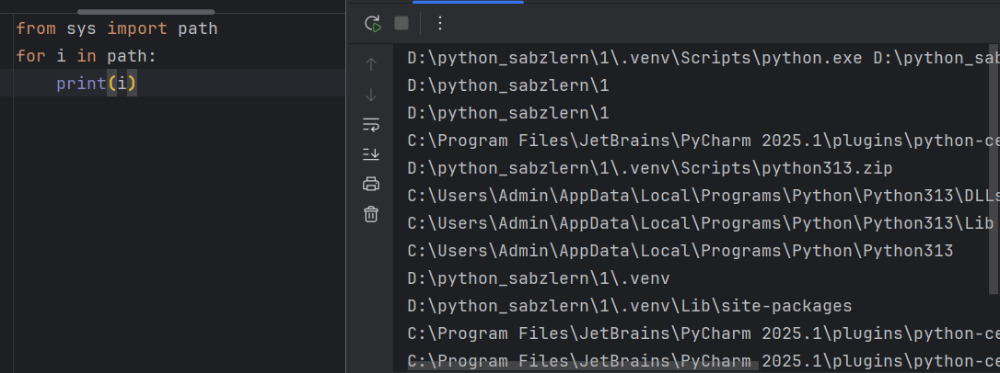 from sys import path
for i in path:
    print(i)
D:\python_sabzlern\1\.venv\Scripts\python.exe D:\python_sab
D:\python_sabzlern\1
D:\python_sabzlern\1
C:\Program Files\JetBrains\PyCharm 2025.1\plugins\python-ce
D:\python_sabzlern\1\.venv\Scripts\python313.zip
C:\Users\Admin\AppData\Local\Programs\Python\Python313\DLLs
C:\Users\Admin\AppData\Local\Programs\Python\Python313\Lib
C:\Users\Admin\AppData\Local\Programs\Python\Python313
D:\python_sabzlern\1\.venv
D:\python_sabzlern\1\.venv\Lib\site-packages
C:\Program Files\JetBrains\PyCharm 2025.1\plugins\python-ce
C:\Program Files\JetBrains\PyCharm 2025.1\plugins\python-ce